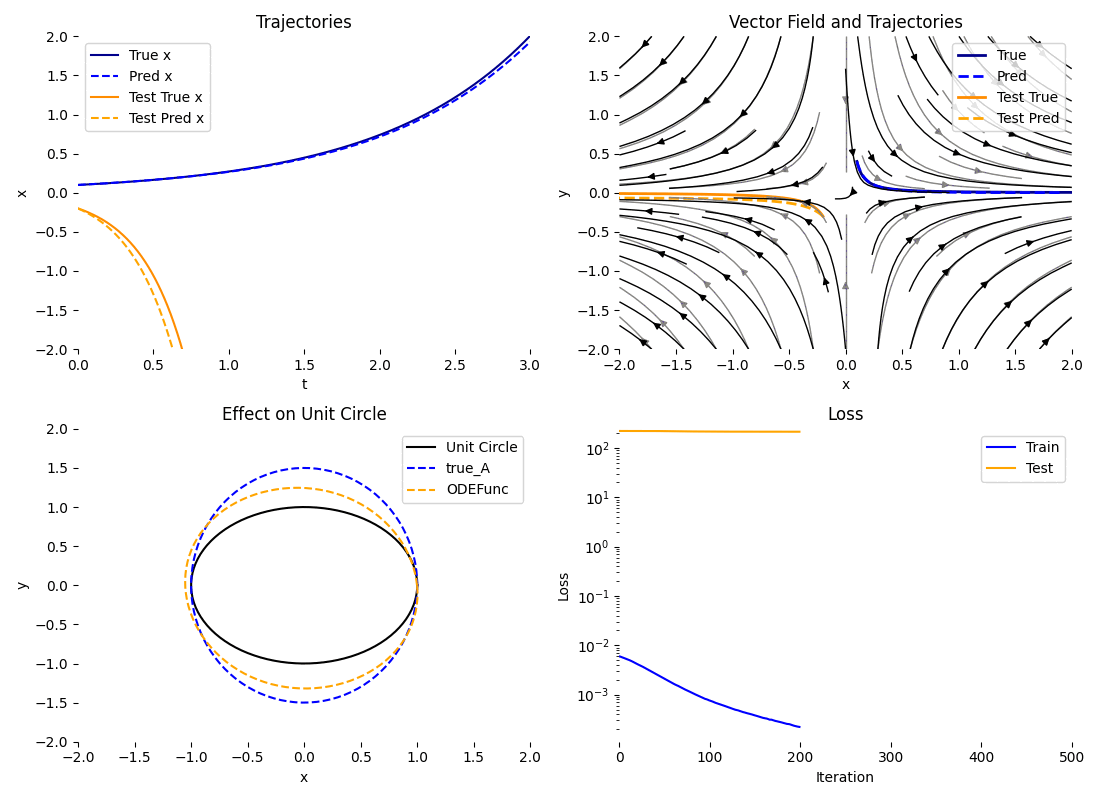 Trajectories
2.0
1.5
1.0
0.5
0.0
−0.5
−1.0
−1.5
−2.0
x
True x
Pred x
Test True x
Test Pred x
0.0 0.5 1.0 1.5 2.0 2.5 3.0
t
Vector Field and Trajectories
2.0
1.5
1.0
0.5
0.0
−0.5
−1.0
−1.5
−2.0
y
True
Pred
Test True
Test Pred
−2.0 −1.5 −1.0 −0.5 0.0 0.5 1.0 1.5 2.0
x
Effect on Unit Circle
2.0
1.5
1.0
0.5
0.0
−0.5
−1.0
−1.5
−2.0
y
Unit Circle
true_A
ODEFunc
−2.0 −1.5 −1.0 −0.5 0.0 0.5 1.0 1.5 2.0
x
Loss
10²
10¹
10⁰
10⁻¹
10⁻²
10⁻³
Loss
Train
Test
0 100 200 300 400 500
Iteration